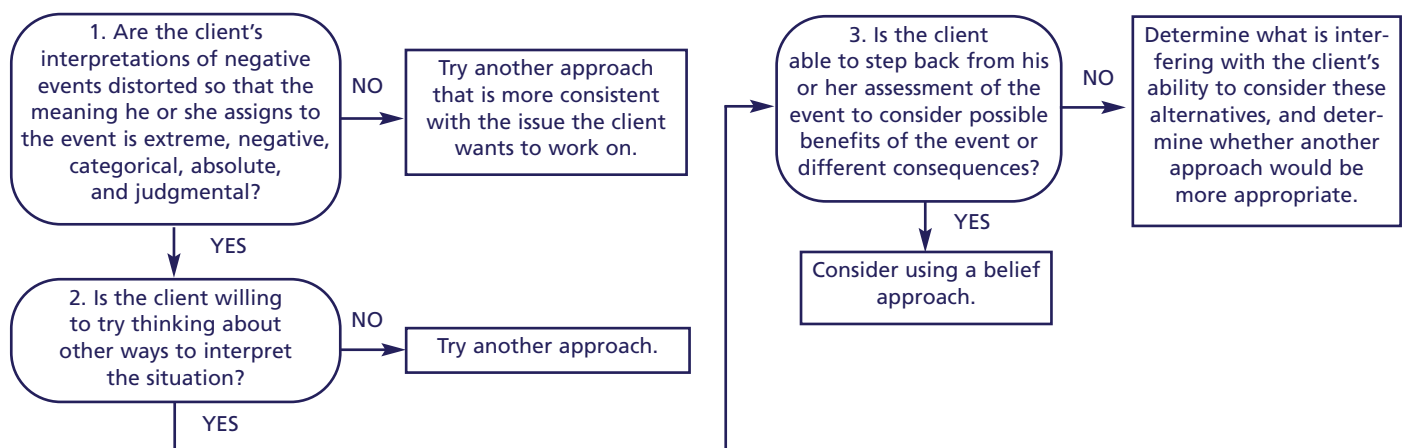 1. Are the client's
interpretations of negative
events distorted so that the
meaning he or she assigns to
the event is extreme, negative,
categorical, absolute,
and judgmental?
NO
Try another approach
that is more consistent
with the issue the client
wants to work on.
YES
2. Is the client willing
to try thinking about
other ways to interpret
the situation?
NO
Try another approach.
YES
3. Is the client
able to step back from his
or her assessment of the
event to consider possible
benefits of the event or
different consequences?
NO
Determine what is inter-
fering with the client's
ability to consider these
alternatives, and deter-
mine whether another
approach would be
more appropriate.
YES
Consider using a belief
approach.